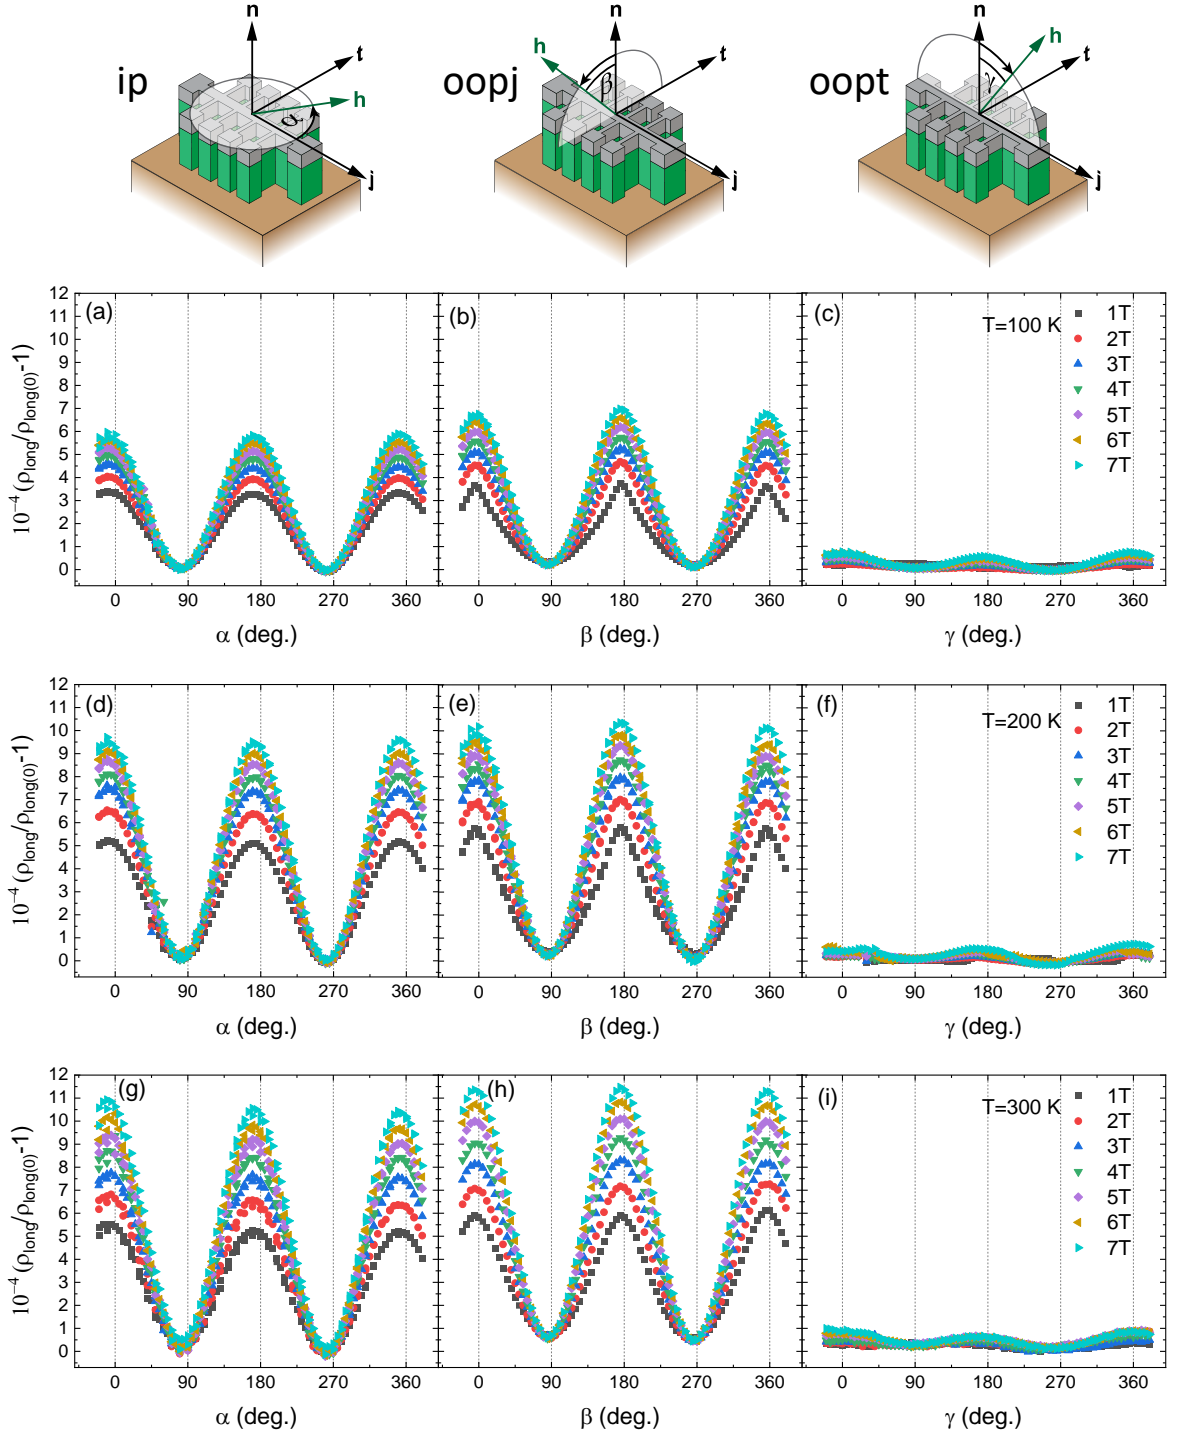 ip
n
t
h
α
j
oopj
n
h
β
t
j
oopt
n
h
γ
t
j
12
11
10
9
8
7
6
5
4
3
2
1
0
10⁻⁴ (ρlong/ρlong(0)-1)
(a)
(b)
(c)
T=100 K
1T
2T
3T
4T
5T
6T
7T
0 90 180 270 360
0 90 180 270 360
0 90 180 270 360
α (deg.)
β (deg.)
γ (deg.)
12
11
10
9
8
7
6
5
4
3
2
1
0
10⁻⁴ (ρlong/ρlong(0)-1)
(d)
(e)
(f)
T=200 K
1T
2T
3T
4T
5T
6T
7T
0 90 180 270 360
0 90 180 270 360
0 90 180 270 360
α (deg.)
β (deg.)
γ (deg.)
12
11
10
9
8
7
6
5
4
3
2
1
0
10⁻⁴ (ρlong/ρlong(0)-1)
(g)
(h)
(i)
T=300 K
1T
2T
3T
4T
5T
6T
7T
0 90 180 270 360
0 90 180 270 360
0 90 180 270 360
α (deg.)
β (deg.)
γ (deg.)